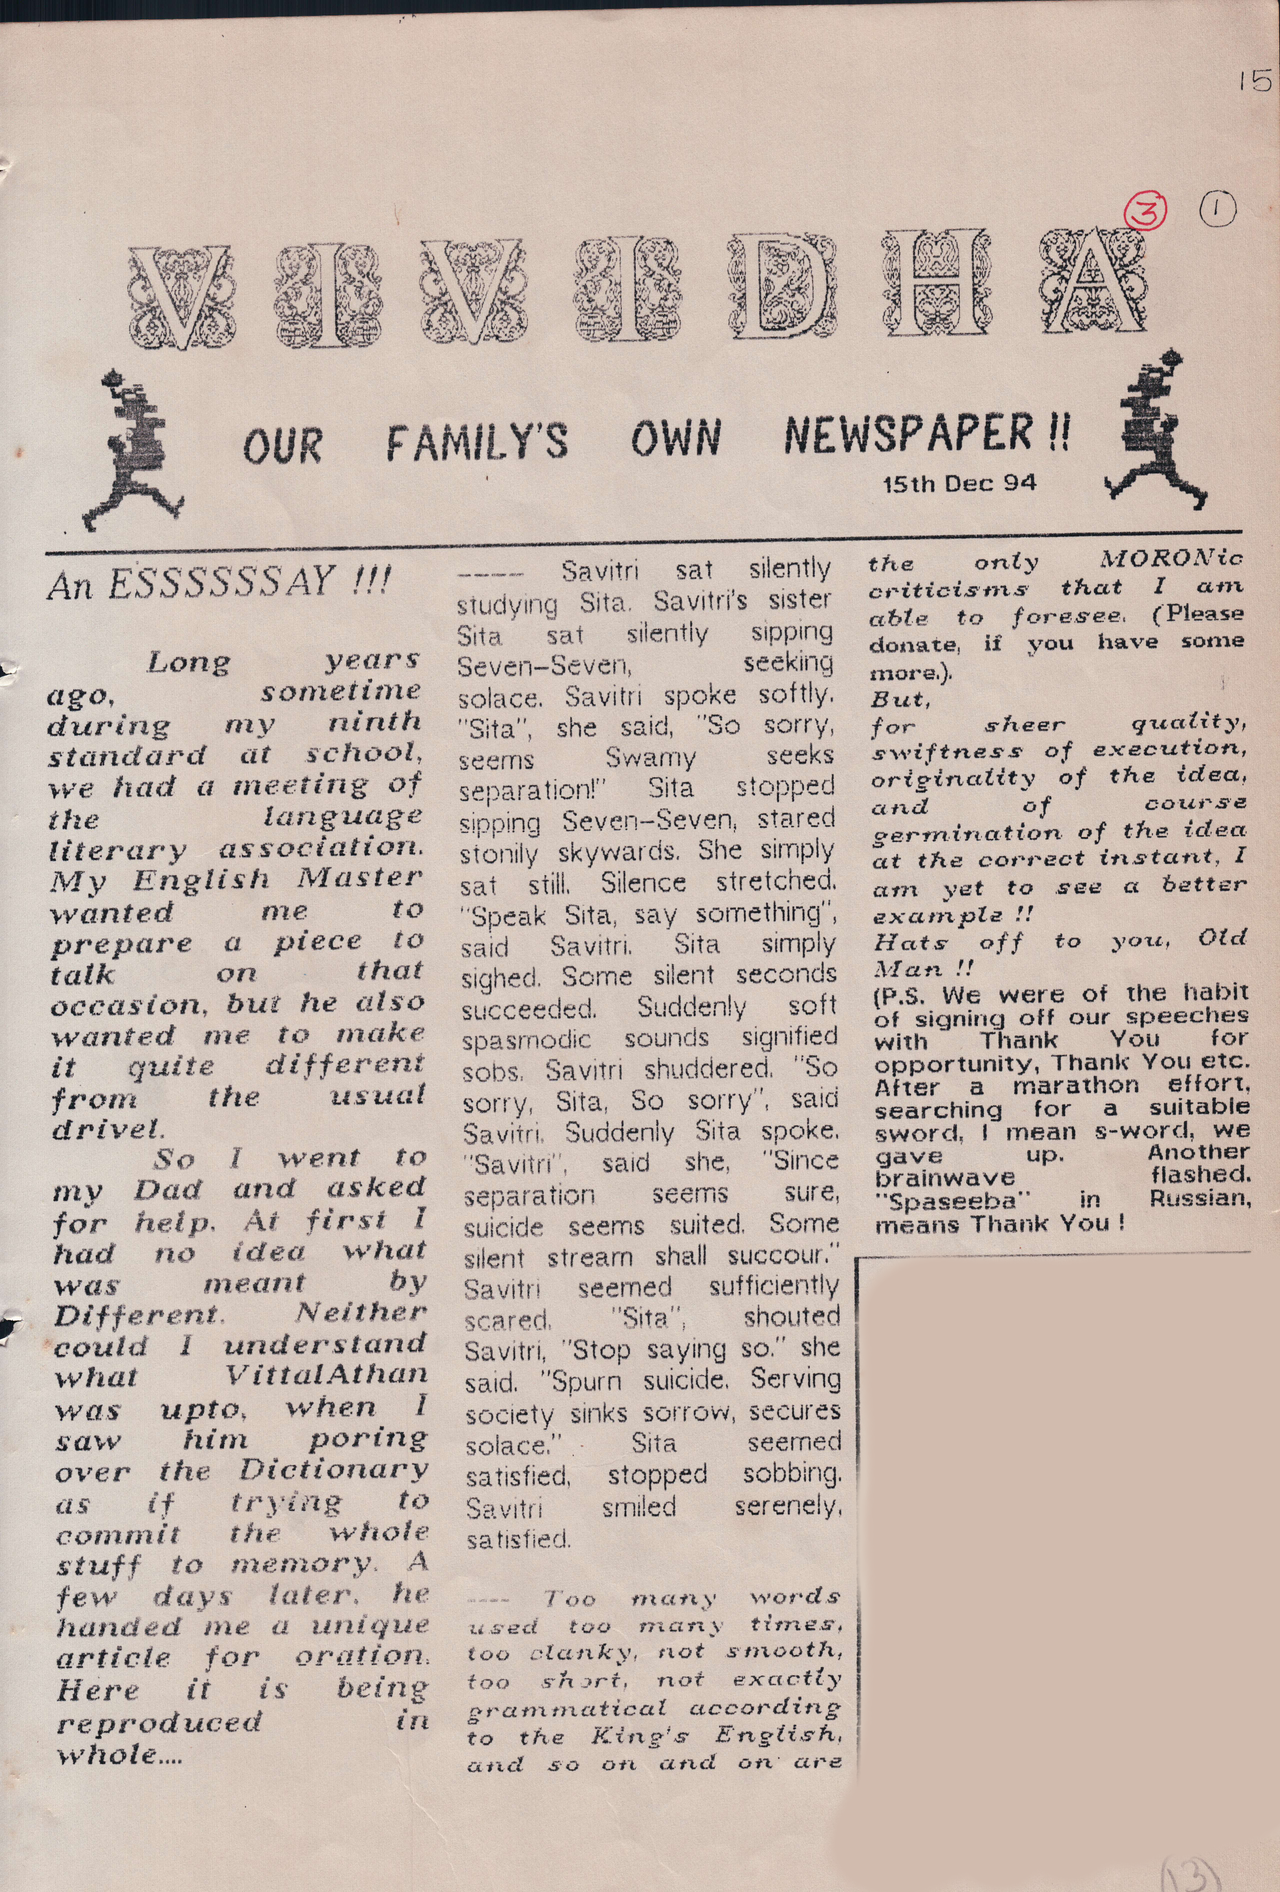 15
3 1
VIVIDHA
OUR FAMILY'S OWN NEWSPAPER !!
15th Dec 94
An ESSSSSSAY !!!
Long years
ago, sometime
during my ninth
standard at school,
we had a meeting of
the language
literary association.
My English Master
wanted me to
prepare a piece to
talk on that
occasion, but he also
wanted me to make
it quite different
from the usual
drivel.
So I went to
my Dad and asked
for help. At first I
had no idea what
was meant by
Different. Neither
could I understand
what VittalAthan
was upto, when I
saw him poring
over the Dictionary
as if trying to
commit the whole
stuff to memory. A
few days later, he
handed me a unique
article for oration.
Here it is being
reproduced in
whole....
---- Savitri sat silently
studying Sita. Savitri's sister
Sita sat silently sipping
Seven-Seven, seeking
solace. Savitri spoke softly.
"Sita", she said, "So sorry,
seems Swamy seeks
separation!" Sita stopped
sipping Seven-Seven, stared
stonily skywards. She simply
sat still. Silence stretched.
"Speak Sita, say something",
said Savitri. Sita simply
sighed. Some silent seconds
succeeded. Suddenly soft
spasmodic sounds signified
sobs. Savitri shuddered. "So
sorry, Sita, So sorry", said
Savitri. Suddenly Sita spoke.
"Savitri", said she, "Since
separation seems sure,
suicide seems suited. Some
silent stream shall succour."
Savitri seemed sufficiently
scared. "Sita", shouted
Savitri, "Stop saying so." she
said. "Spurn suicide. Serving
society sinks sorrow, secures
solace." Sita seemed
satisfied, stopped sobbing.
Savitri smiled serenely,
satisfied.
---- Too many words
used too many times,
too clanky, not smooth,
too short, not exactly
grammatical according
to the King's English,
and so on and on are
the only MORONic
criticisms that I am
able to foresee. (Please
donate, if you have some
more.).
But,
for sheer quality,
swiftness of execution,
originality of the idea,
and of course
germination of the idea
at the correct instant, I
am yet to see a better
example !!
Hats off to you, Old
Man !!
(P.S. We were of the habit
of signing off our speeches
with Thank You for
opportunity, Thank You etc.
After a marathon effort,
searching for a suitable
sword, I mean s-word, we
gave up. Another
brainwave flashed.
"Spaseeba" in Russian,
means Thank You !
(13)